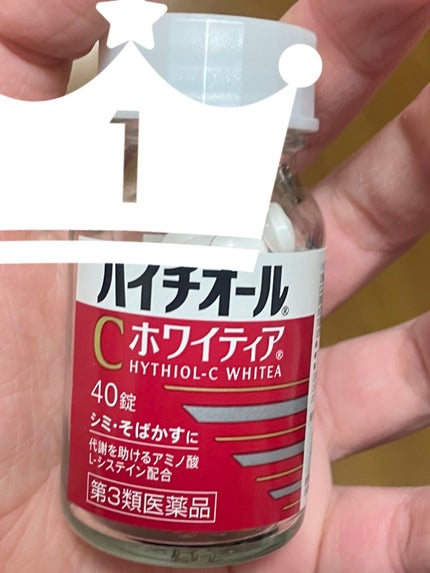 1
ハイチオール®
Cホワイティア®
HYTHIOL-C WHITEA
40錠
シミ・そばかすに
代謝を助けるアミノ酸
L-システイン配合
第3類医薬品